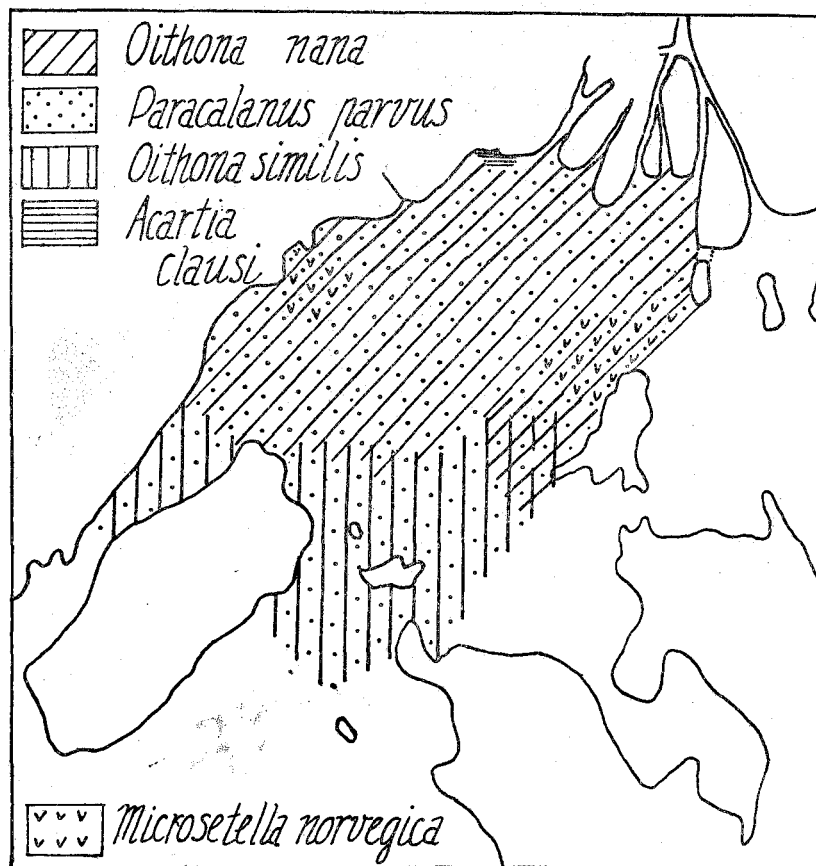 Oithona nana
Paracalanus parvus
Oithona similis
Acartia
clausi
Microsetella norvegica